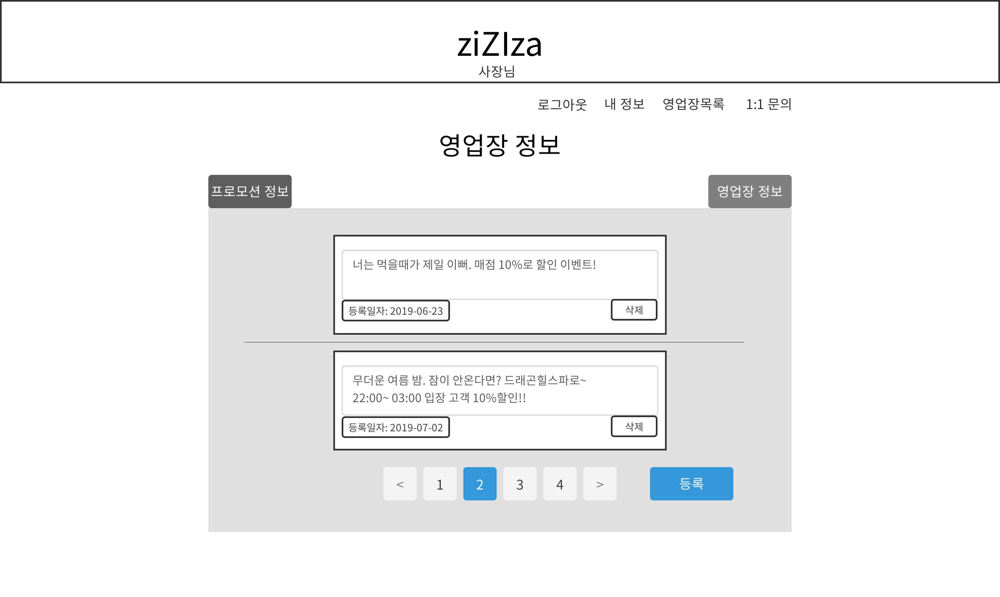 ziZIza
사장님
로그아웃 내 정보 영업장목록 1:1 문의
영업장 정보
프로모션 정보 영업장 정보
너는 먹을때가 제일 이뻐. 매점 10%로 할인 이벤트!
등록일자: 2019-06-23 삭제
무더운 여름 밤. 잠이 안온다면? 드래곤힐스파로~
22:00~ 03:00 입장 고객 10%할인!!
등록일자: 2019-07-02 삭제
< 1 2 3 4 > 등록